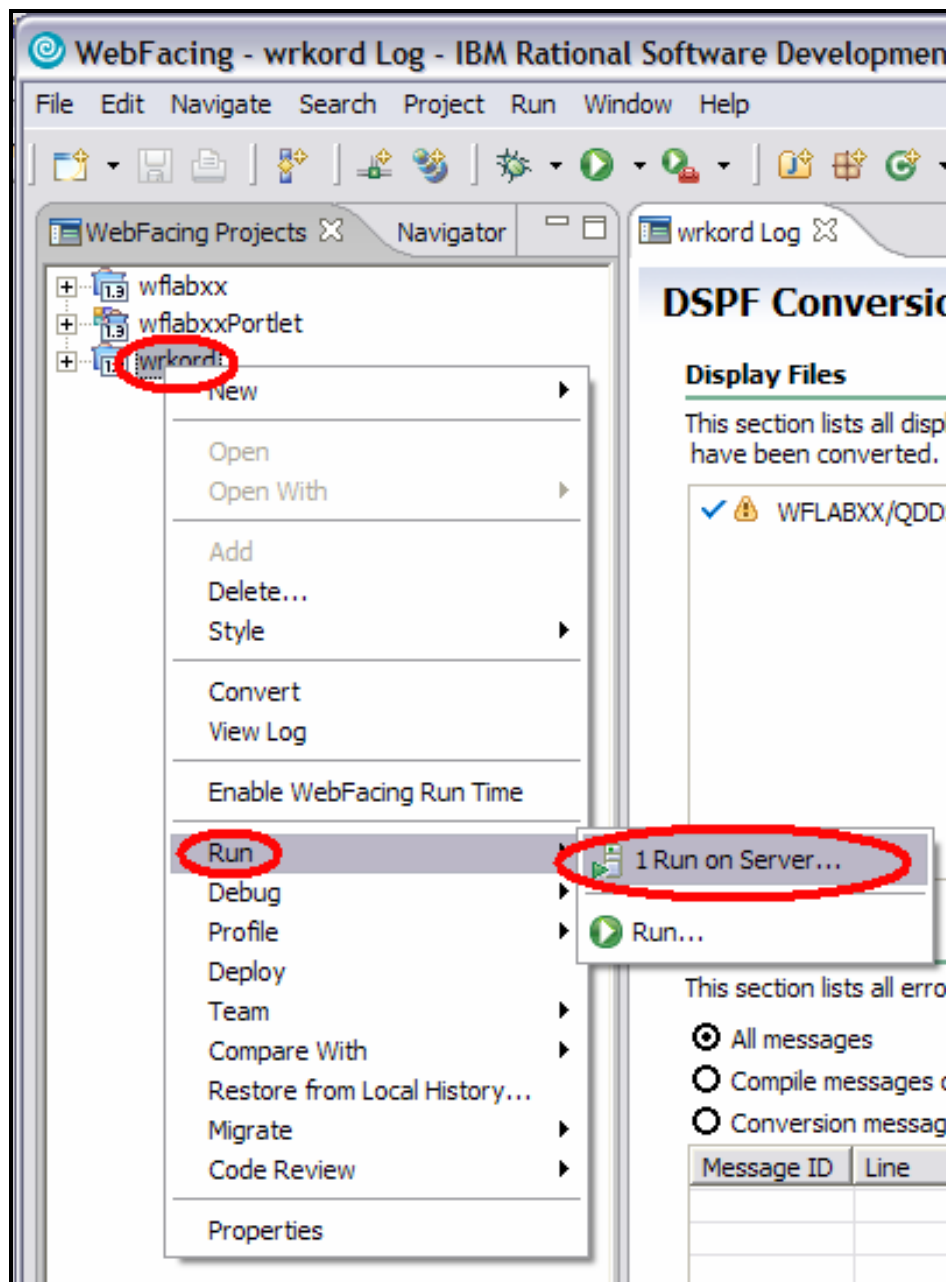 WebFacing - wrkord Log - IBM Rational Software Developmen
File Edit Navigate Search Project Run Window Help
WebFacing Projects Navigator
wrkord Log
wflabxx
wflabxxPortlet
wrkord
DSPF Conversio
Display Files
This section lists all disp
have been converted.
WFLABXX/QDD
New
Open
Open With
Add
Delete...
Style
Convert
View Log
Enable WebFacing Run Time
Run
Debug
Profile
Deploy
Team
Compare With
Restore from Local History...
Migrate
Code Review
Properties
1 Run on Server...
Run...
This section lists all erro
All messages
Compile messages
Conversion messag
Message ID Line